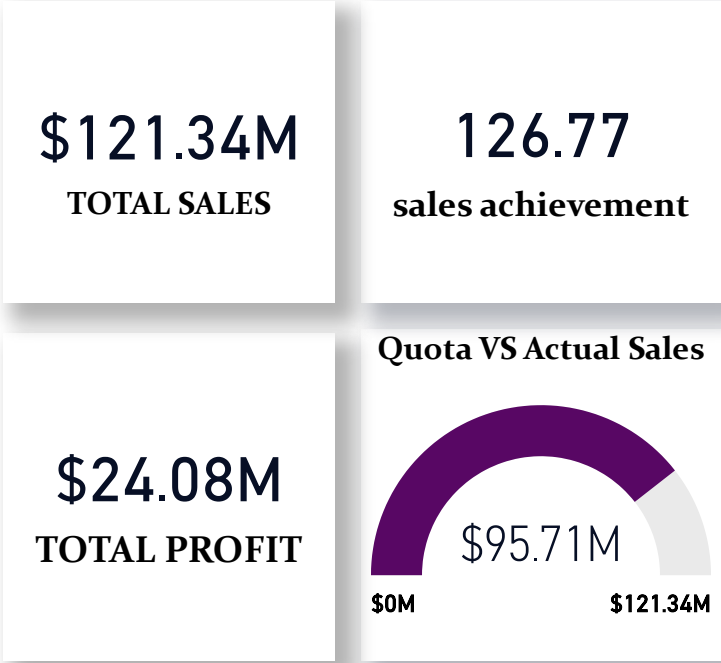 $121.34M
TOTAL SALES
126.77
sales achievement
$24.08M
TOTAL PROFIT
Quota VS Actual Sales
$95.71M
$0M
$121.34M